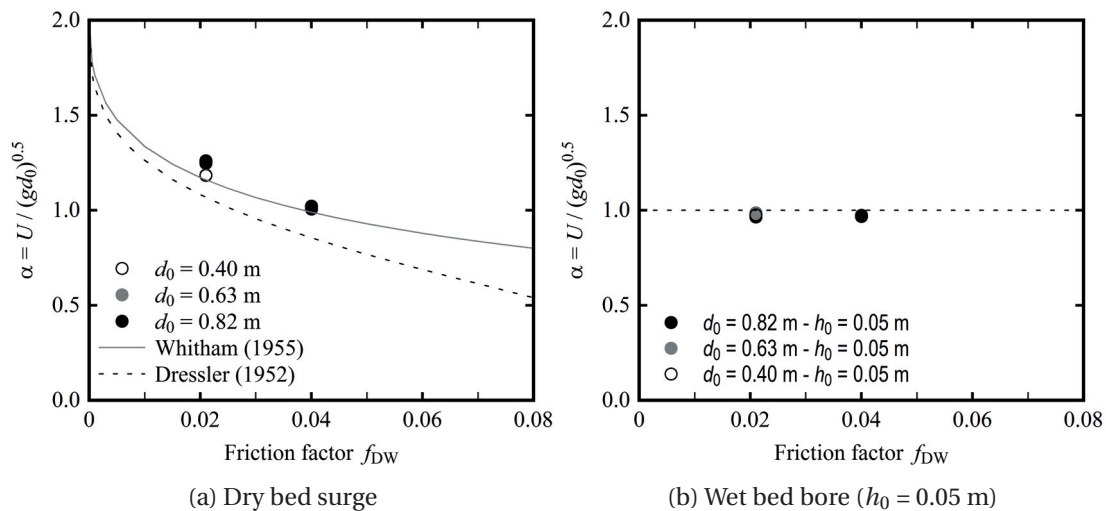 2.0
1.5
1.0
0.5
0.0
α = U / (gd₀)^0.5
d₀ = 0.40 m
d₀ = 0.63 m
d₀ = 0.82 m
Whitham (1955)
Dressler (1952)
0 0.02 0.04 0.06 0.08
Friction factor f_DW
(a) Dry bed surge
2.0
1.5
1.0
0.5
0.0
α = U / (gd₀)^0.5
d₀ = 0.82 m - h₀ = 0.05 m
d₀ = 0.63 m - h₀ = 0.05 m
d₀ = 0.40 m - h₀ = 0.05 m
0 0.02 0.04 0.06 0.08
Friction factor f_DW
(b) Wet bed bore (h₀ = 0.05 m)